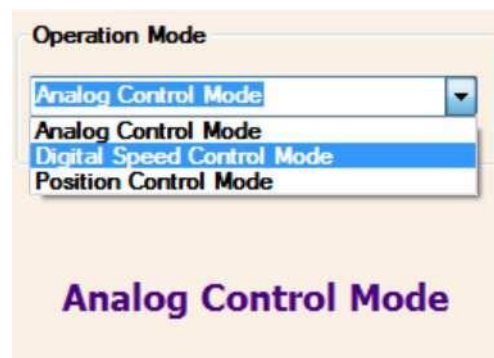 Operation Mode
Analog Control Mode
Analog Control Mode
Digital Speed Control Mode
Position Control Mode
Analog Control Mode